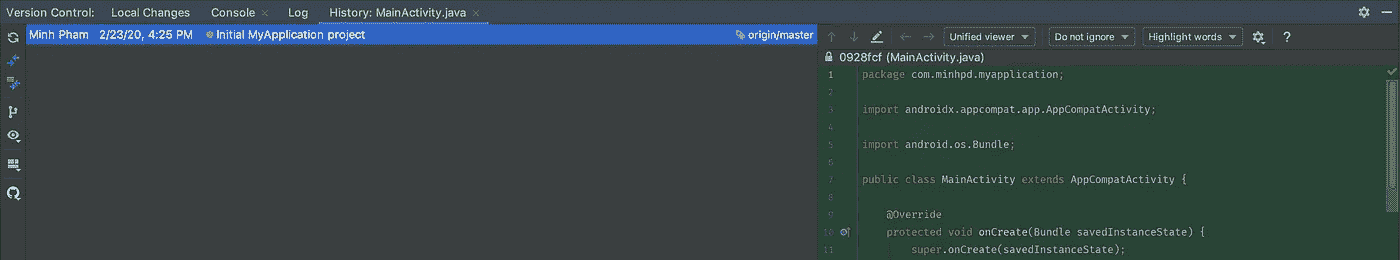 Version Control: Local Changes Console × Log History: MainActivity.java ×
Minh Pham 2/23/20, 4:25 PM Initial MyApplication project origin/master
Unified viewer Do not ignore Highlight words ?
0928fcf (MainActivity.java)
1 package com.minhpd.myapplication;
2
3 import androidx.appcompat.app.AppCompatActivity;
4
5 import android.os.Bundle;
6
7 public class MainActivity extends AppCompatActivity {
8
9 @Override
10 protected void onCreate(Bundle savedInstanceState) {
11 super.onCreate(savedInstanceState);